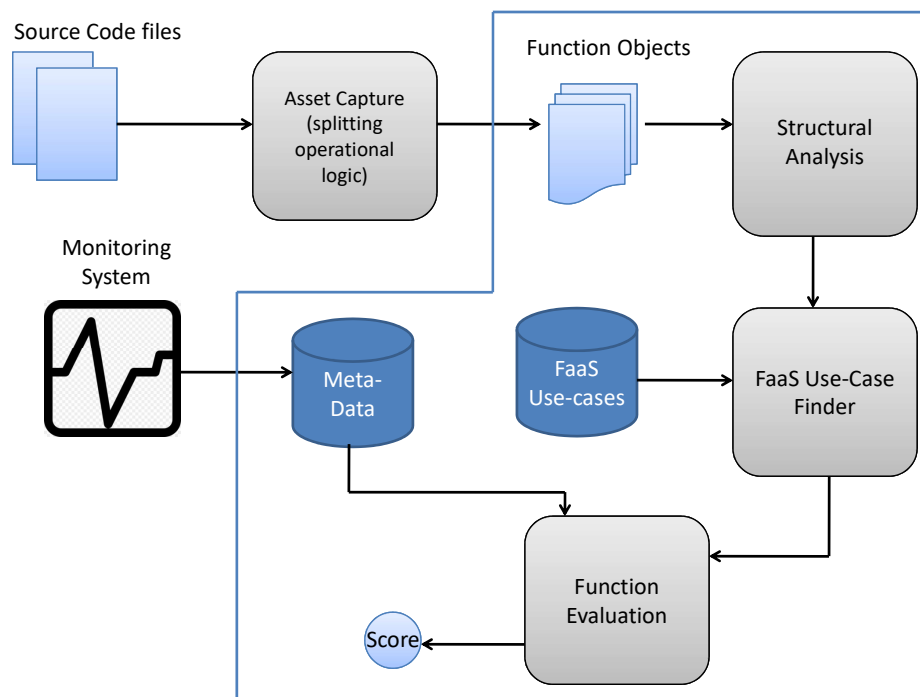 Source Code files
Function Objects
Asset Capture
(splitting
operational
logic)
Structural
Analysis
Monitoring
System
Meta-
Data
FaaS
Use-cases
FaaS Use-Case
Finder
Function
Evaluation
Score